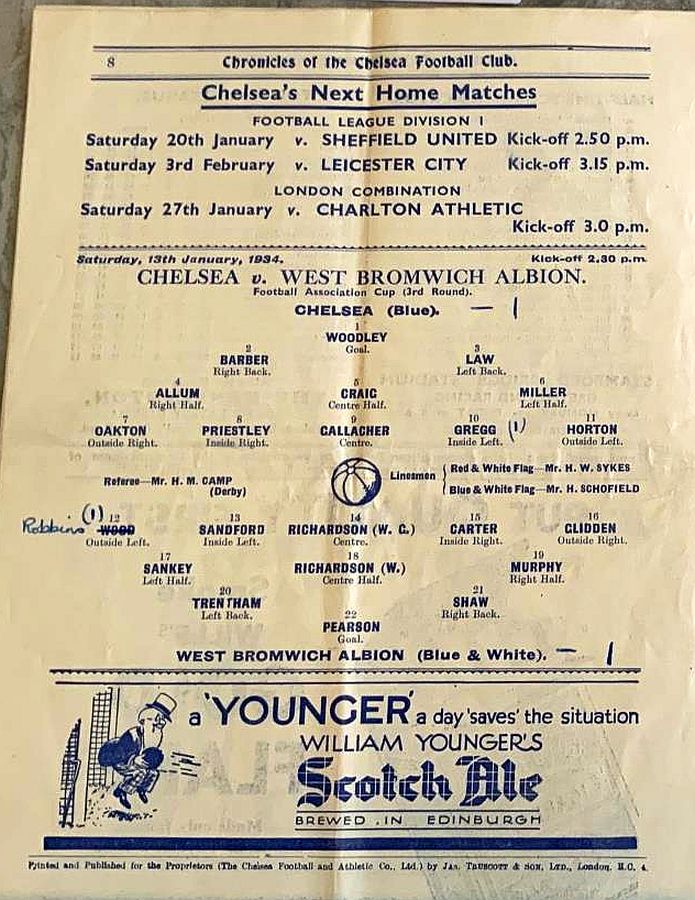 8 Chronicles of the Chelsea Football Club.
Chelsea's Next Home Matches
FOOTBALL LEAGUE DIVISION I
Saturday 20th January v. SHEFFIELD UNITED Kick-off 2.50 p.m.
Saturday 3rd February v. LEICESTER CITY Kick-off 3.15 p.m.
LONDON COMBINATION
Saturday 27th January v. CHARLTON ATHLETIC
Kick-off 3.0 p.m.
Saturday, 13th January, 1934. Kick-off 2.30 p.m.
CHELSEA v. WEST BROMWICH ALBION.
Football Association Cup (3rd Round).
CHELSEA (Blue). — 1
1
WOODLEY
Goal.
2 3
BARBER LAW
Right Back. Left Back.
4 5 6
ALLUM CRAIG MILLER
Right Half. Centre Half. Left Half.
7 8 9 10 11
OAKTON PRIESTLEY GALLACHER GREGG (1) HORTON
Outside Right. Inside Right. Centre. Inside Left. Outside Left.
Referee—Mr. H. M. CAMP
(Derby)
Linesmen
Red & White Flag—Mr. H. W. SYKES
Blue & White Flag—Mr. H. SCHOFIELD
(1) 12 13 14 15 16
Robbins WOOD SANDFORD RICHARDSON (W. G.) CARTER GLIDDEN
Outside Left. Inside Left. Centre. Inside Right. Outside Right.
17 18 19
SANKEY RICHARDSON (W.) MURPHY
Left Half. Centre Half. Right Half.
20 21
TRENTHAM SHAW
Left Back. Right Back.
22
PEARSON
Goal.
WEST BROMWICH ALBION (Blue & White). — 1
a 'YOUNGER' a day 'saves' the situation
WILLIAM YOUNGER'S
Scotch Ale
BREWED IN EDINBURGH
Printed and Published for the Proprietors (The Chelsea Football and Athletic Co., Ltd.) by JAS. TRUSCOTT & SON, LTD., London, E.C. 4.